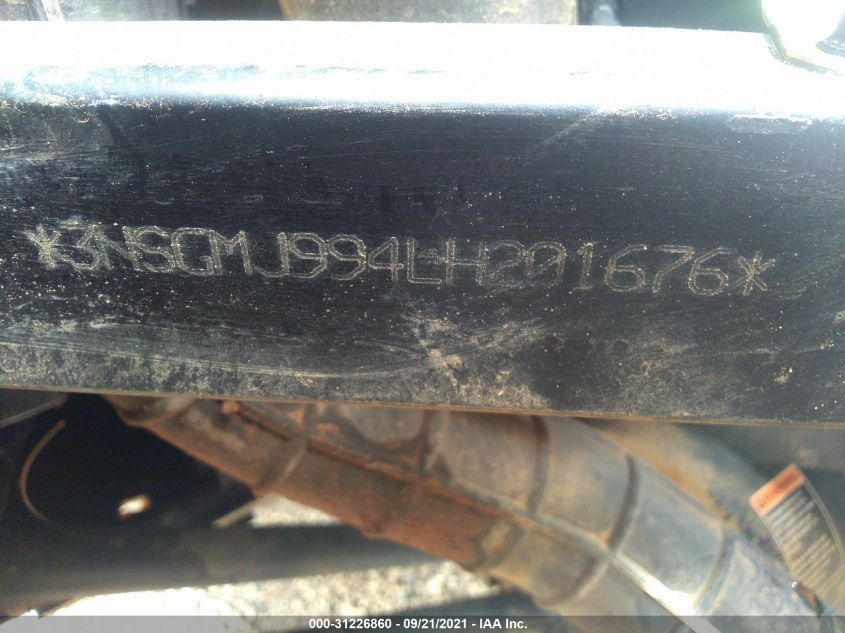 *3NSGMJ994LH201676*
000-31226860 - 09/21/2021 - IAA Inc.